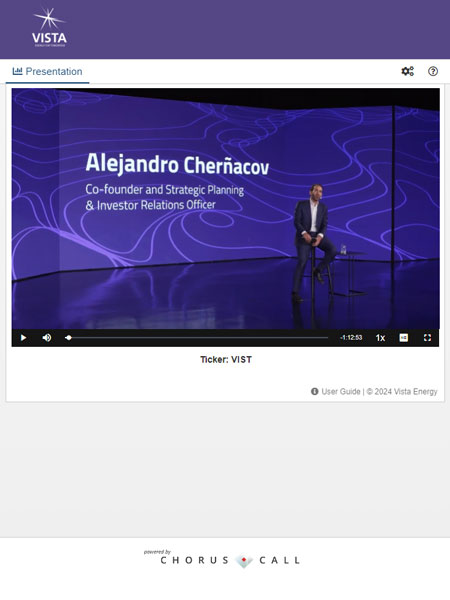 VISTA
Presentation
Alejandro Cherñacov
Co-founder and Strategic Planning
& Investor Relations Officer
-1:12:53
1x
Ticker: VIST
User Guide | © 2024 Vista Energy
powered by
CHORUS CALL